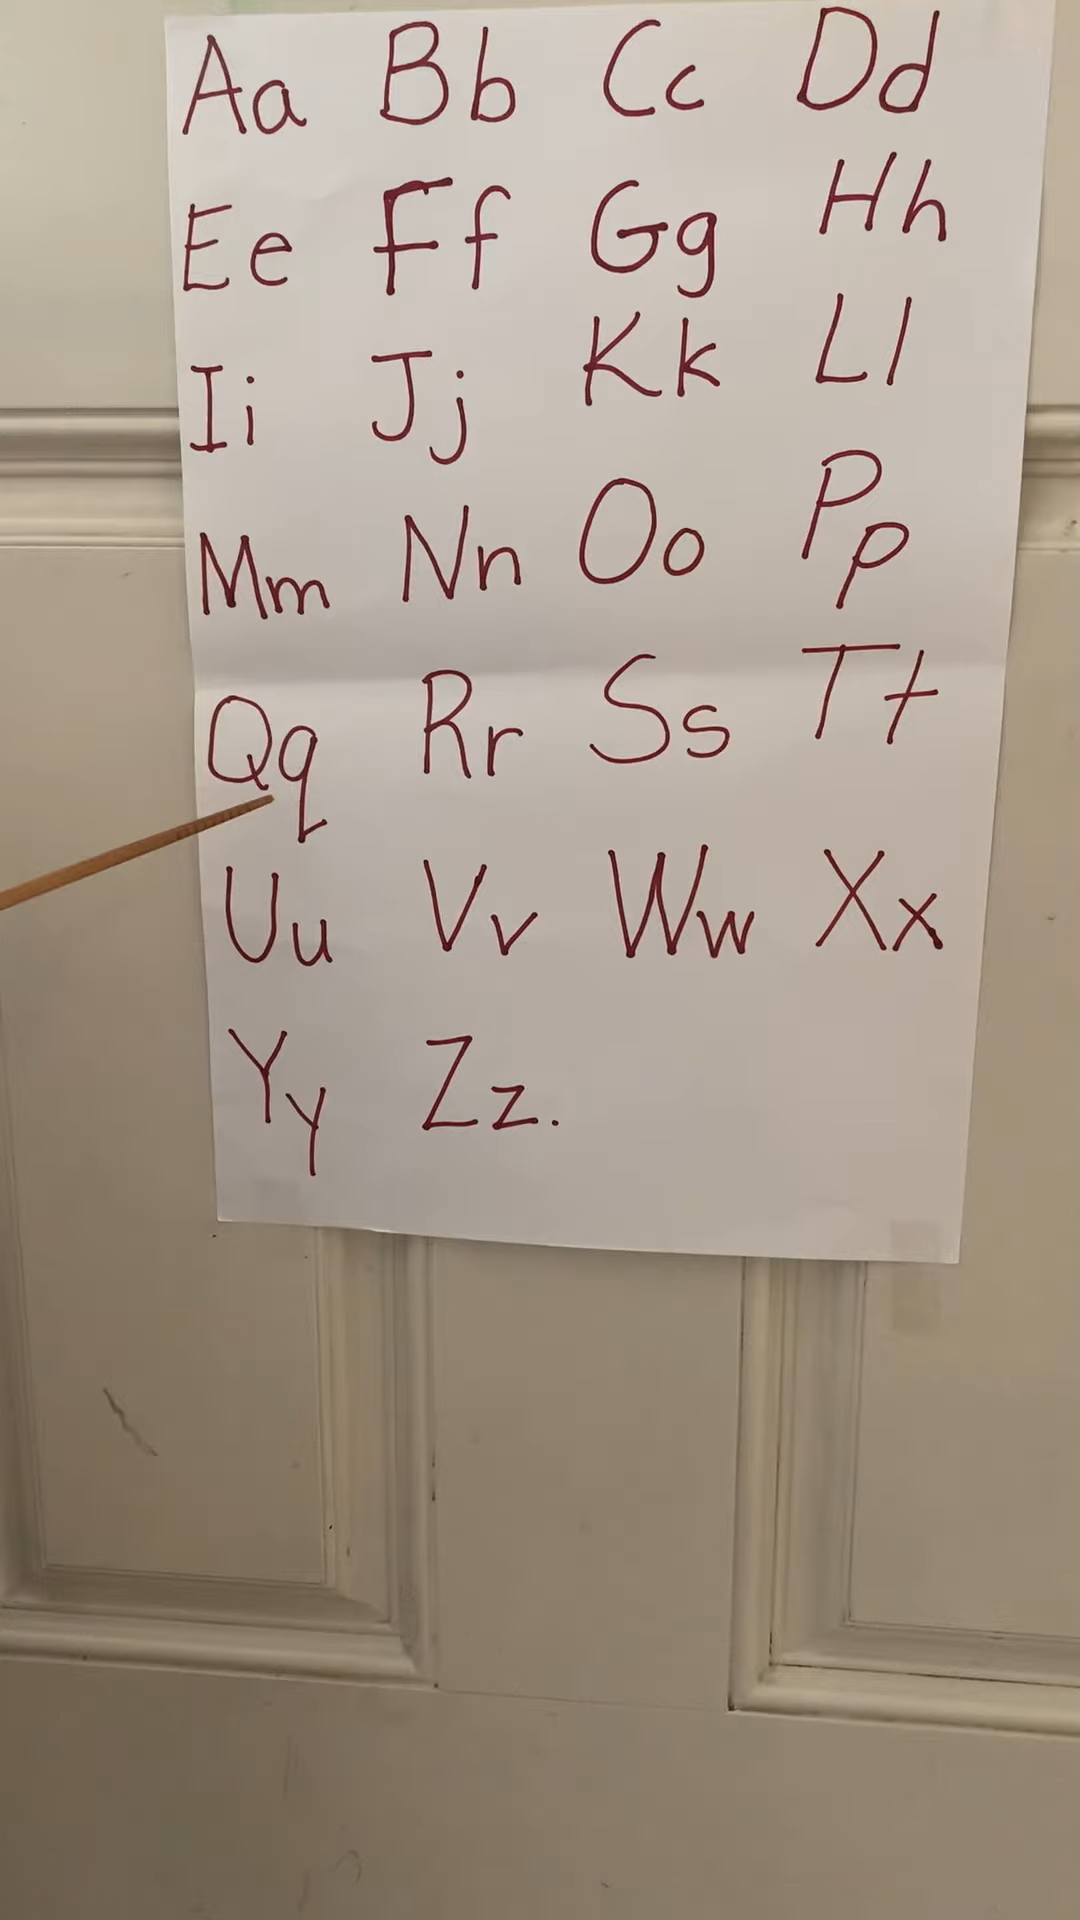 Aa Bb Cc Dd
Ee Ff Gg Hh
Ii Jj Kk Ll
Mm Nn Oo Pp
Qq Rr Ss Tt
Uu Vv Ww Xx
Yy Zz.